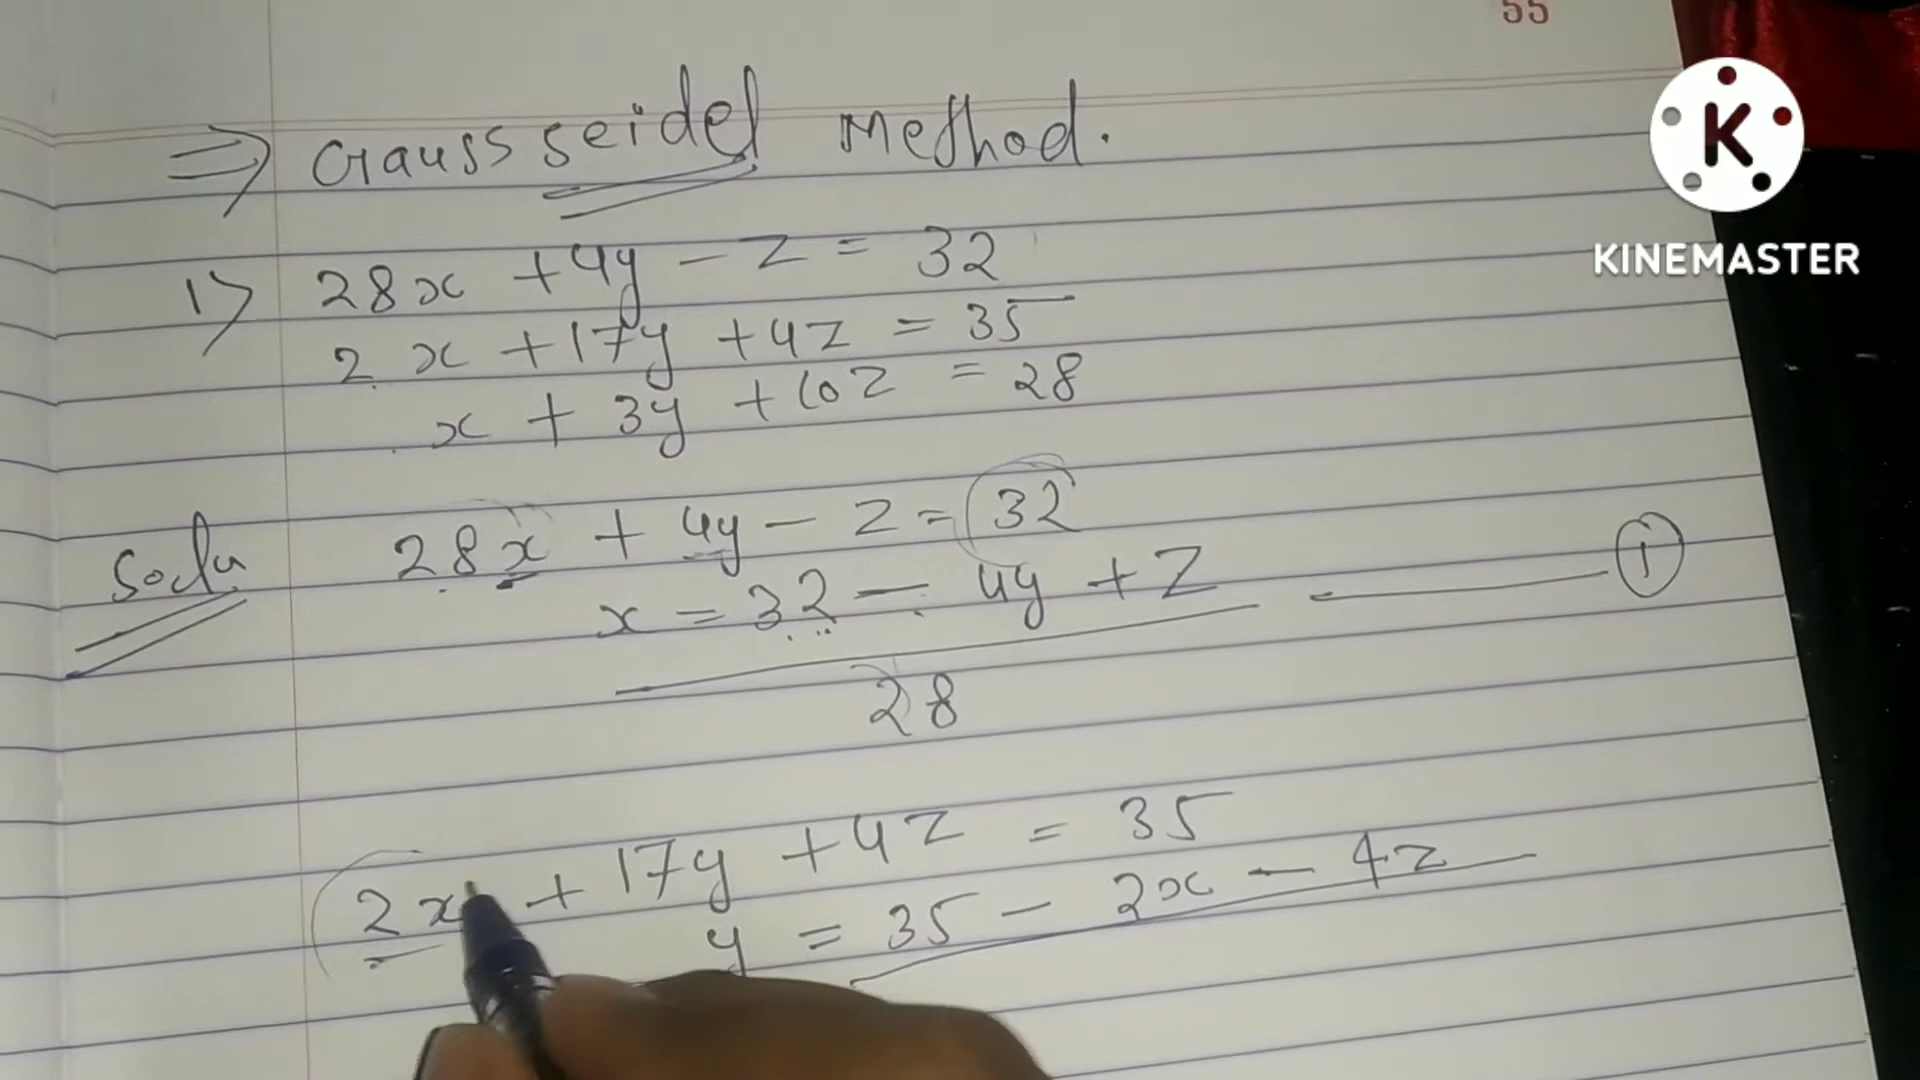 55
K
KINEMASTER
⇒ Gauss seidel Method.
1> 28x + 4y - z = 32
2x + 17y + 4z = 35
x + 3y + 10z = 28
Soln 28x + 4y - z = 32
x = 32 - 4y + z (i)
28
2x + 17y + 4z = 35
y = 35 - 2x - 4z